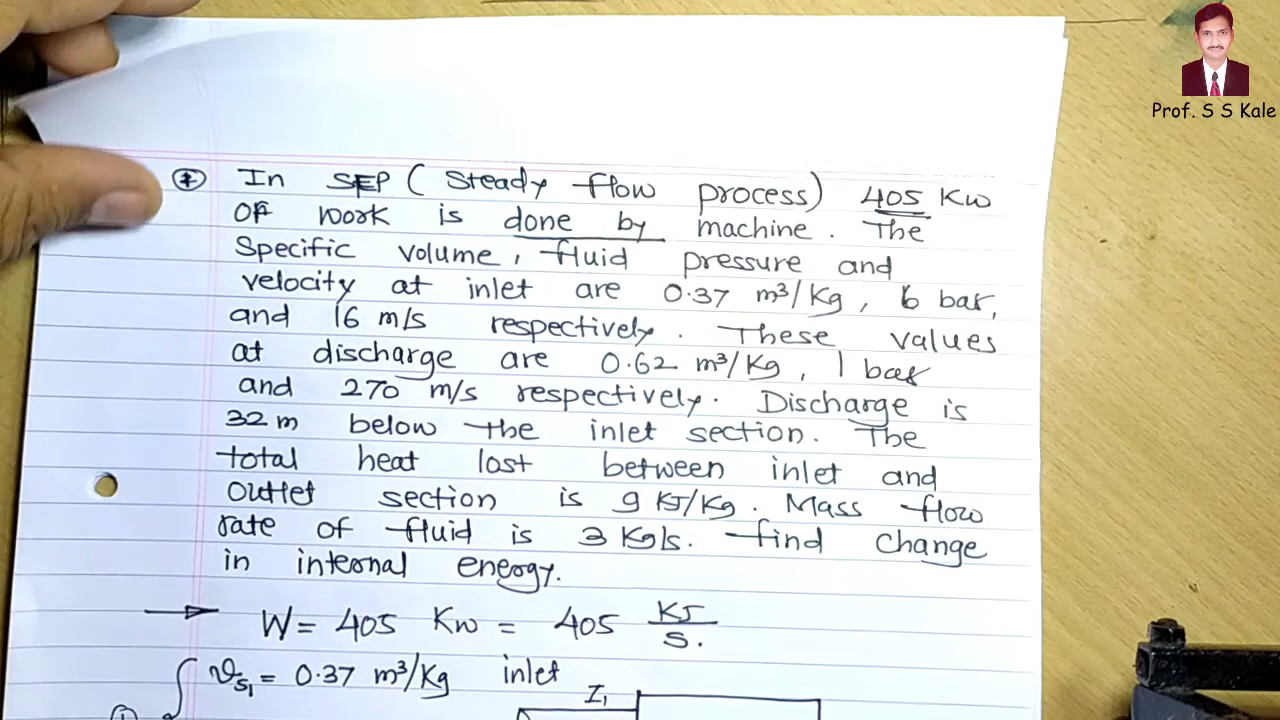 Prof. S S Kale
7 In SFP ( Steady flow process) 405 Kw
OF work is done by machine. The
Specific volume, fluid pressure and
velocity at inlet are 0.37 m³/Kg, 6 bar,
and 16 m/s respectively. These values
at discharge are 0.62 m³/Kg, 1 bar
and 270 m/s respectively. Discharge is
32 m below the inlet section. The
total heat lost between inlet and
outlet section is 9 KJ/Kg. Mass flow
rate of fluid is 3 Kg/s. find change
in internal energy.
→ W = 405 Kw = 405 KJ/S.
vs1 = 0.37 m³/Kg inlet
I1
①